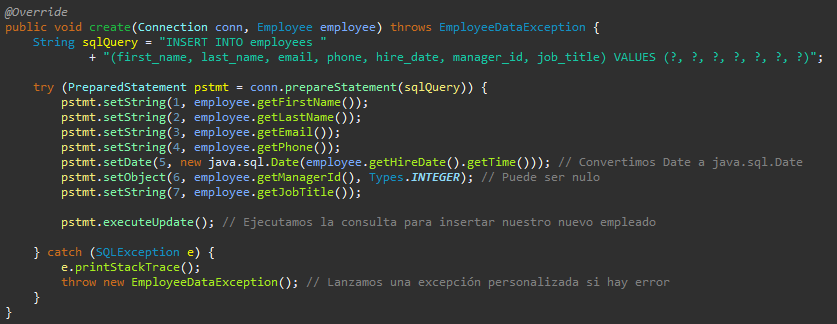 @Override
public void create(Connection conn, Employee employee) throws EmployeeDataException {
    String sqlQuery = "INSERT INTO employees "
            + "(first_name, last_name, email, phone, hire_date, manager_id, job_title) VALUES (?, ?, ?, ?, ?, ?, ?)";

    try (PreparedStatement pstmt = conn.prepareStatement(sqlQuery)) {
        pstmt.setString(1, employee.getFirstName());
        pstmt.setString(2, employee.getLastName());
        pstmt.setString(3, employee.getEmail());
        pstmt.setString(4, employee.getPhone());
        pstmt.setDate(5, new java.sql.Date(employee.getHireDate().getTime())); // Convertimos Date a java.sql.Date
        pstmt.setObject(6, employee.getManagerId(), Types.INTEGER); // Puede ser nulo
        pstmt.setString(7, employee.getJobTitle());

        pstmt.executeUpdate(); // Ejecutamos la consulta para insertar nuestro nuevo empleado

    } catch (SQLException e) {
        e.printStackTrace();
        throw new EmployeeDataException(); // Lanzamos una excepción personalizada si hay error
    }
}